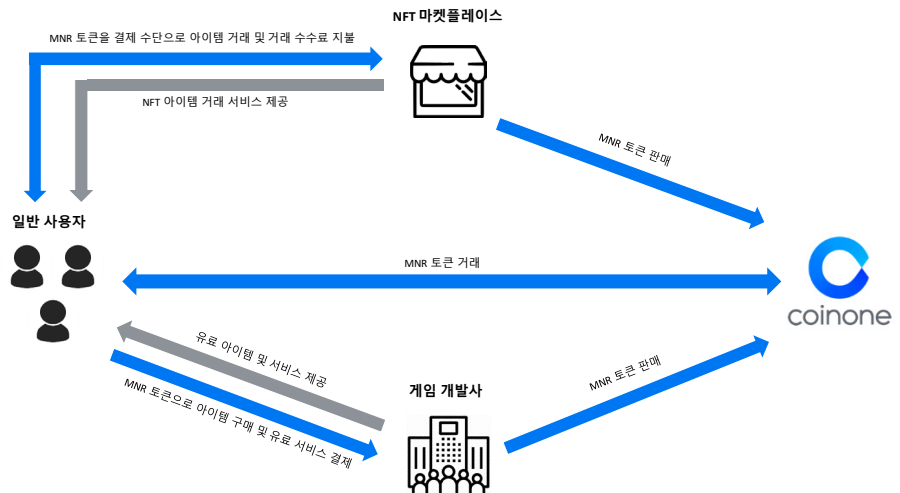 NFT 마켓플레이스
MNR 토큰을 결제 수단으로 아이템 거래 및 거래 수수료 지불
NFT 아이템 거래 서비스 제공
MNR 토큰 판매
일반 사용자
MNR 토큰 거래
coinone
유료 아이템 및 서비스 제공
MNR 토큰으로 아이템 구매 및 유료 서비스 결제
게임 개발사
MNR 토큰 판매